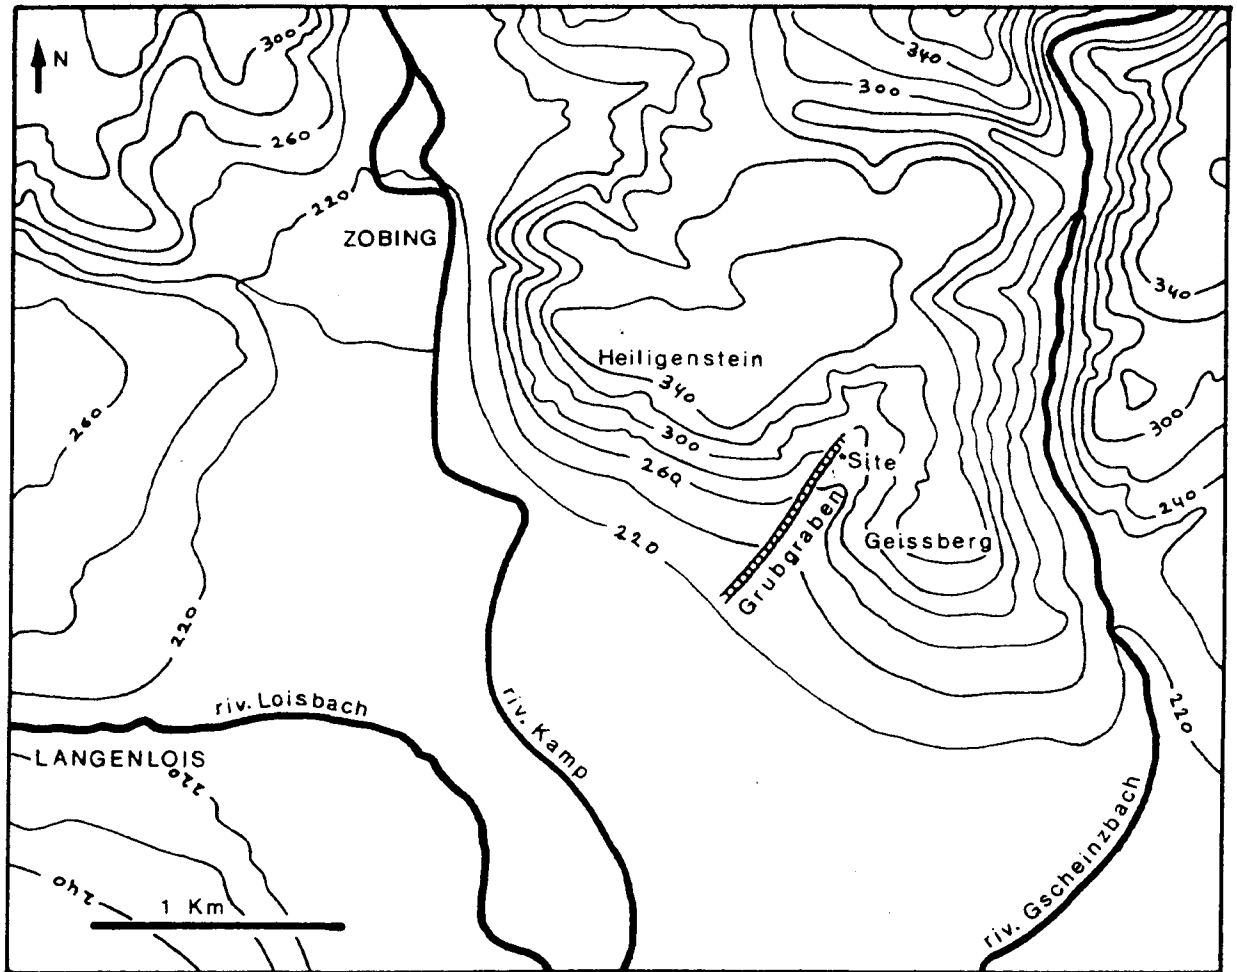 300
340
N
300
260
220
ZOBING
340
Heiligenstein
340
260
300
300
Site
260
240
220
Geissberg
Grubgraben
220
riv. Loisbach
riv. Kamp
220
LANGENLOIS
220
240
1 Km
riv. Gscheinzbach